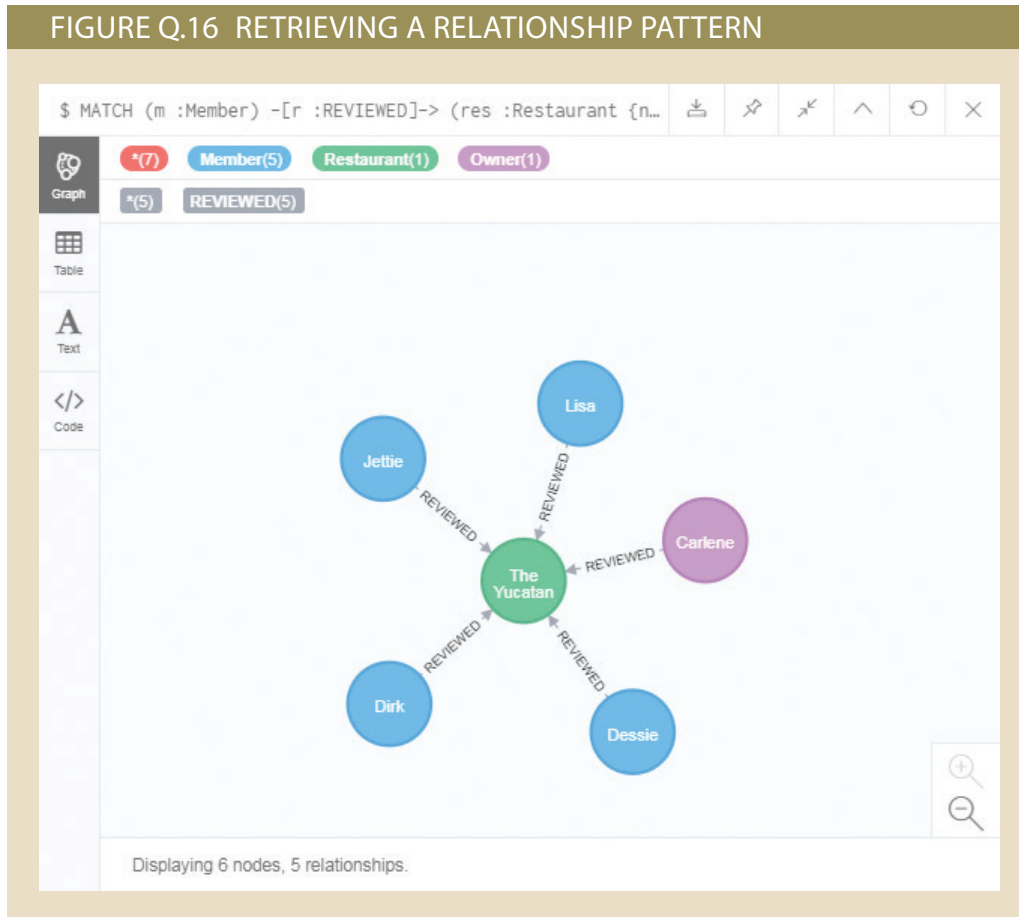 FIGURE Q.16 RETRIEVING A RELATIONSHIP PATTERN
$ MATCH (m :Member) -[r :REVIEWED]-> (res :Restaurant {n…
Graph
*(7) Member(5) Restaurant(1) Owner(1)
*(5) REVIEWED(5)
Table
A
Text
</>
Code
Lisa
Jettie
REVIEWED
REVIEWED
Carlene
REVIEWED
The
Yucatan
REVIEWED
REVIEWED
Dirk
Dessie
Displaying 6 nodes, 5 relationships.